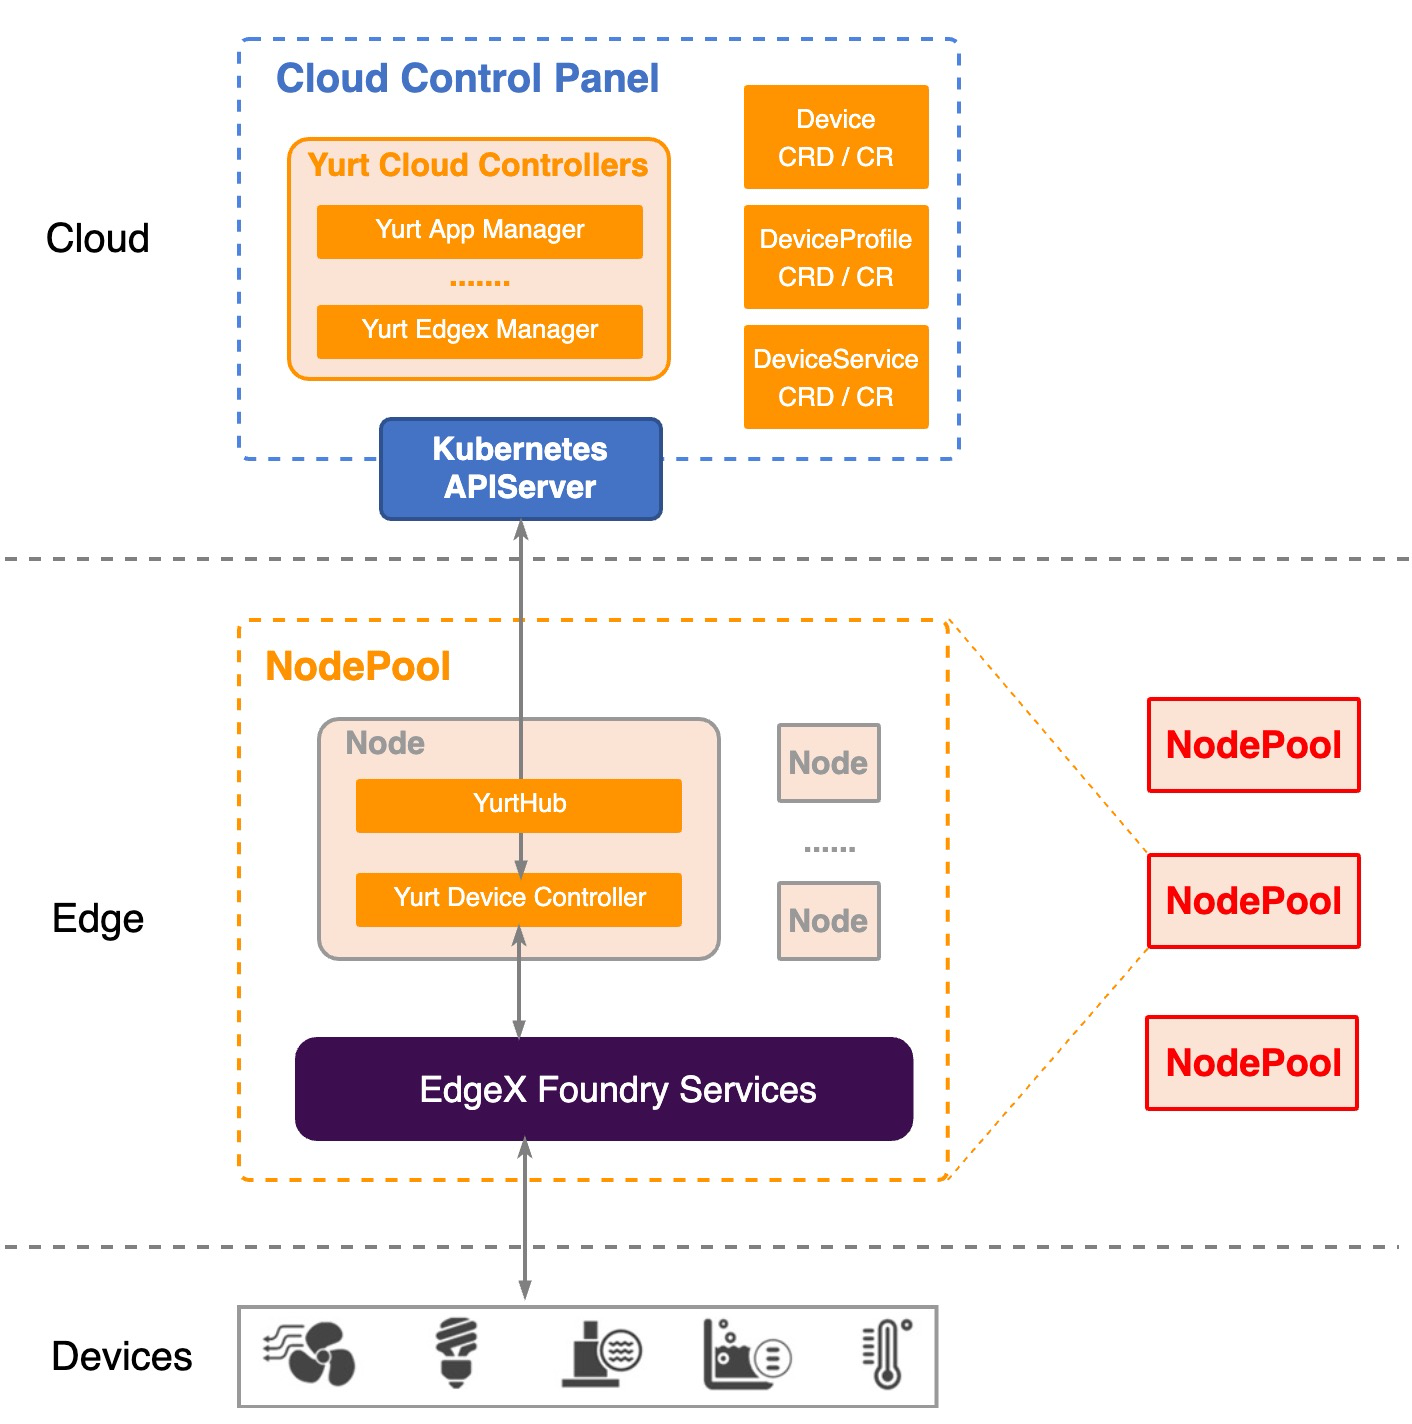 Cloud Control Panel
Yurt Cloud Controllers
Yurt App Manager
.......
Yurt Edgex Manager
Device
CRD / CR
DeviceProfile
CRD / CR
DeviceService
CRD / CR
Cloud
Kubernetes
APIServer
NodePool
Node
YurtHub
Yurt Device Controller
Node
......
Node
EdgeX Foundry Services
Edge
NodePool
NodePool
NodePool
Devices